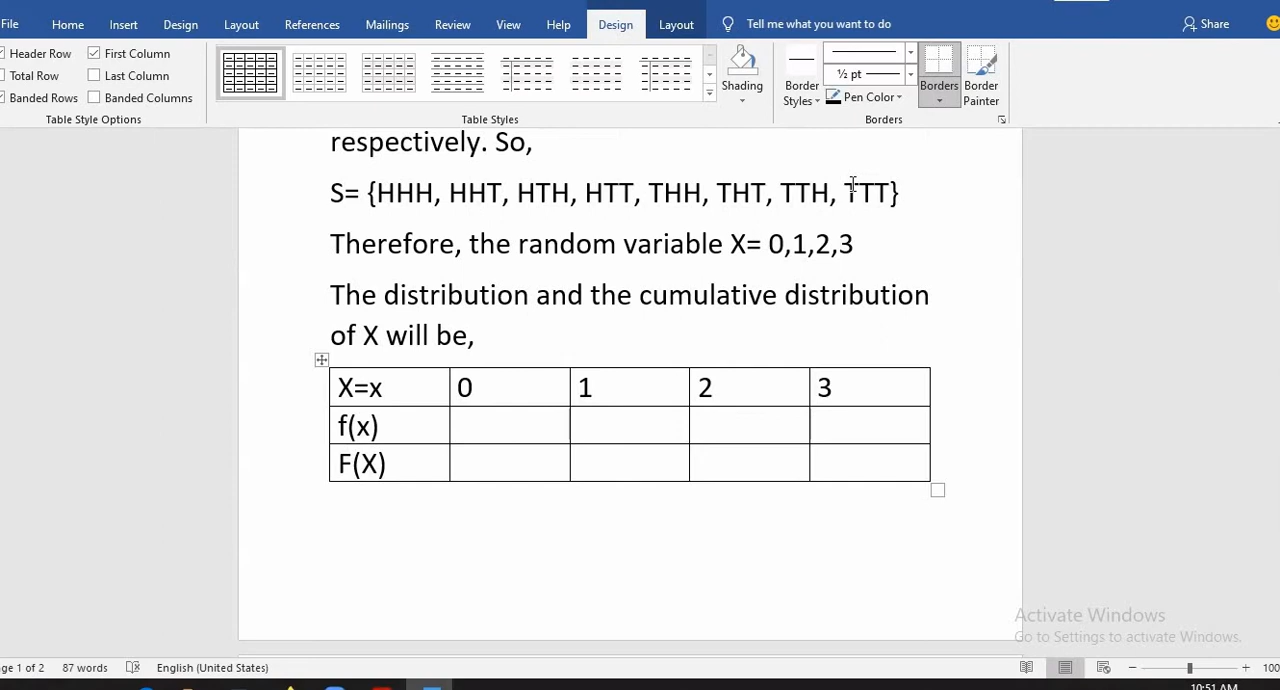 File Home Insert Design Layout References Mailings Review View Help Design Layout Tell me what you want to do Share
Header Row First Column
Total Row Last Column
Banded Rows Banded Columns
Table Style Options
Table Styles
Shading
Border Styles
½ pt
Pen Color
Borders
Border Painter
Borders
respectively. So,
S= {HHH, HHT, HTH, HTT, THH, THT, TTH, TTT}
Therefore, the random variable X= 0,1,2,3
The distribution and the cumulative distribution
of X will be,
X=x 0 1 2 3
f(x)
F(X)
Activate Windows
Go to Settings to activate Windows.
age 1 of 2 87 words English (United States) 100
10:51 AM